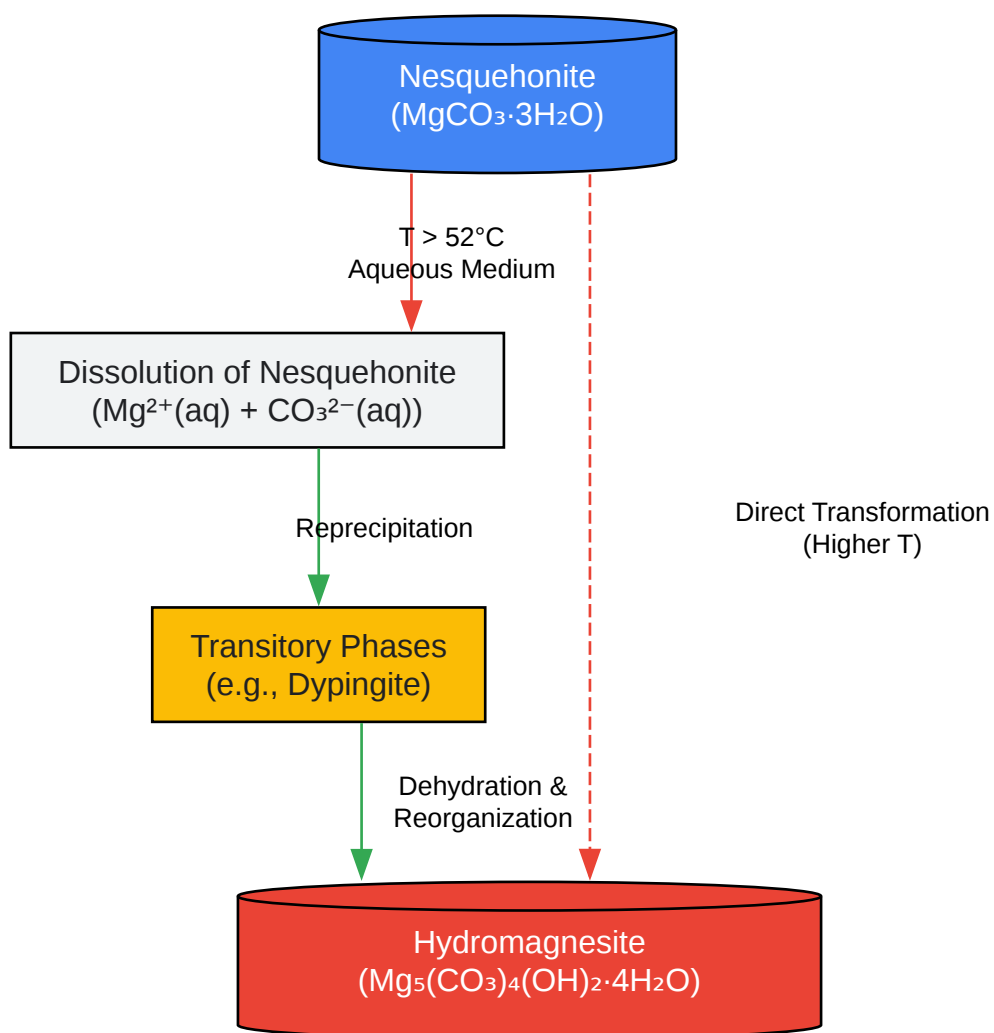 Nesquehonite
(MgCO₃·3H₂O)
T > 52°C
Aqueous Medium
Dissolution of Nesquehonite
(Mg²⁺(aq) + CO₃²⁻(aq))
Reprecipitation
Direct Transformation
(Higher T)
Transitory Phases
(e.g., Dypingite)
Dehydration &
Reorganization
Hydromagnesite
(Mg₅(CO₃)₄(OH)₂·4H₂O)